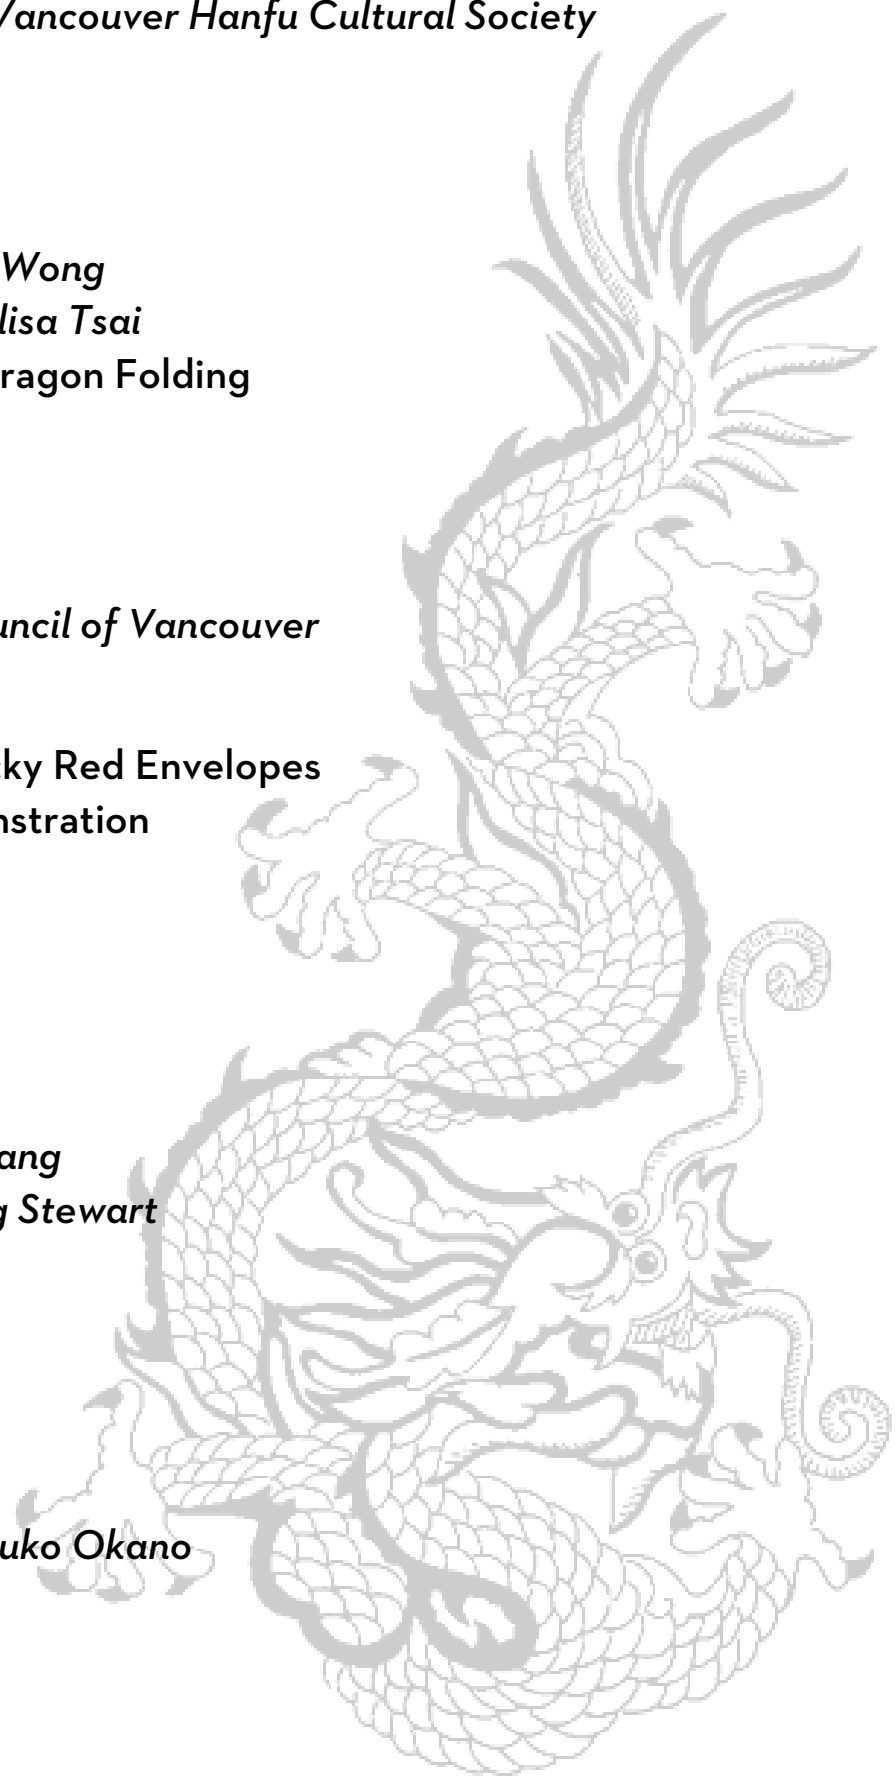 Vancouver Hanfu Cultural Society
Wong
lisa Tsai
ragon Folding
uncil of Vancouver
ky Red Envelopes
nstration
ang
g Stewart
uko Okano